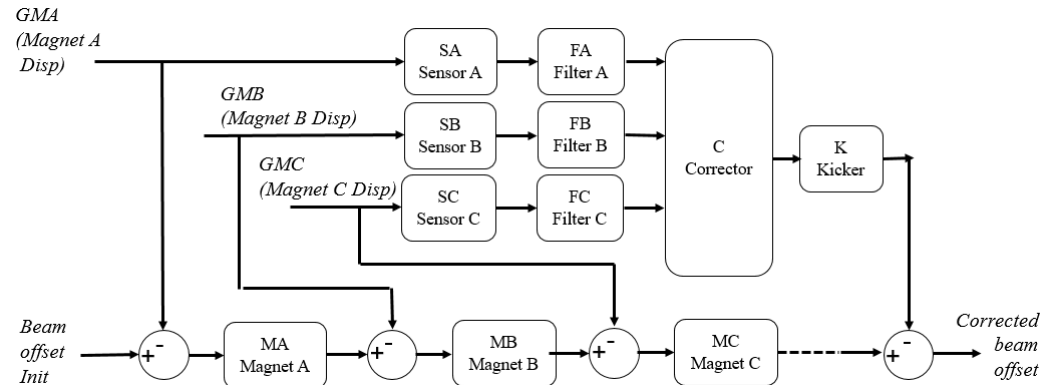 GMA
(Magnet A
Disp)
SA
Sensor A
FA
Filter A
GMB
(Magnet B Disp)
SB
Sensor B
FB
Filter B
C
Corrector
K
Kicker
GMC
(Magnet C Disp)
SC
Sensor C
FC
Filter C
Beam
offset
Init
+ -
MA
Magnet A
+ -
MB
Magnet B
+ -
MC
Magnet C
+ -
Corrected
beam
offset